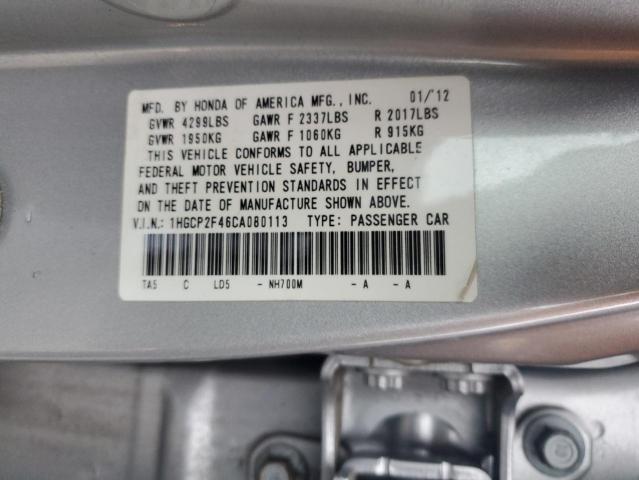 MFD. BY HONDA OF AMERICA MFG., INC. 01/'12
GVWR 4299LBS GAWR F 2337LBS R 2017LBS
GVWR 1950KG GAWR F 1060KG R 915KG
THIS VEHICLE CONFORMS TO ALL APPLICABLE
FEDERAL MOTOR VEHICLE SAFETY, BUMPER,
AND THEFT PREVENTION STANDARDS IN EFFECT
ON THE DATE OF MANUFACTURE SHOWN ABOVE.
V.I.N.: 1HGCP2F46CA080113 TYPE: PASSENGER CAR
TA5 C LD5 - NH700M - A - A